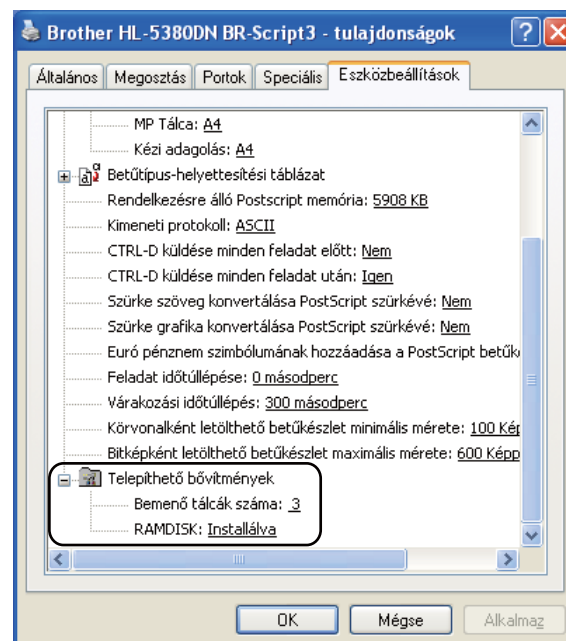 Brother HL-5380DN BR-Script3 - tulajdonságok
Általános Megosztás Portok Speciális Eszközbeállítások
MP Tálca: A4
Kézi adagolás: A4
Betűtípus-helyettesítési táblázat
Rendelkezésre álló Postscript memória: 5908 KB
Kimeneti protokoll: ASCII
CTRL-D küldése minden feladat előtt: Nem
CTRL-D küldése minden feladat után: Igen
Szürke szöveg konvertálása PostScript szürkévé: Nem
Szürke grafika konvertálása PostScript szürkévé: Nem
Euró pénznem szimbólumának hozzáadása a PostScript betűk
Feladat időtúllépése: 0 másodperc
Várakozási időtúllépés: 300 másodperc
Körvonalként letölthető betűkészlet minimális mérete: 100 Kép
Bitképként letölthető betűkészlet maximális mérete: 600 Képp
Telepíthető bővítmények
Bemenő tálcák száma: 3
RAMDISK: Installálva
OK Mégse Alkalmaz